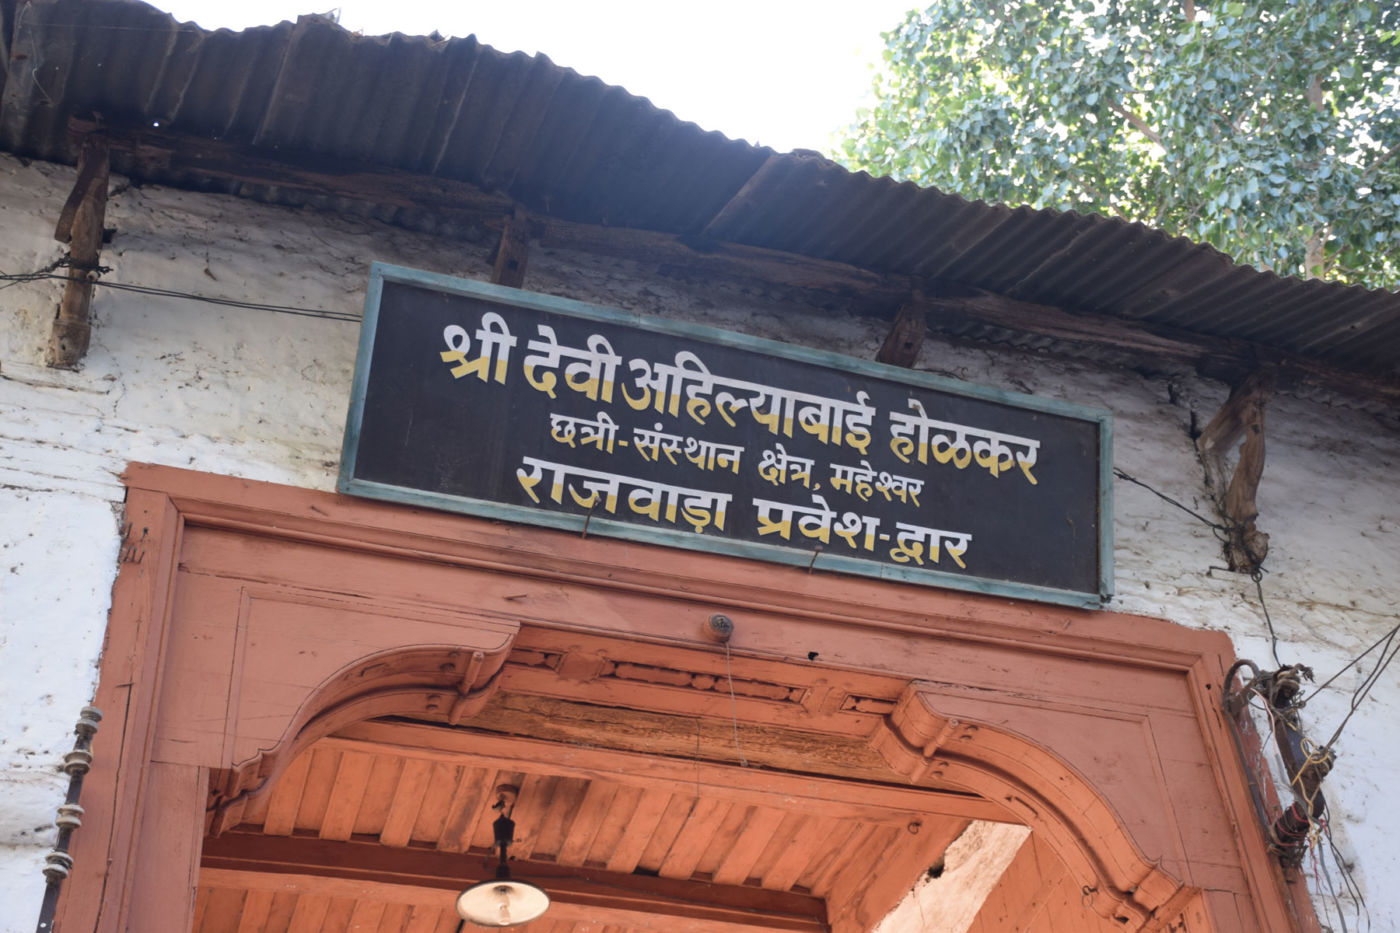 श्री देवी अहिल्याबाई होळकर
छत्री-संस्थान क्षेत्र, महेश्वर
राजवाड़ा प्रवेश-द्वार